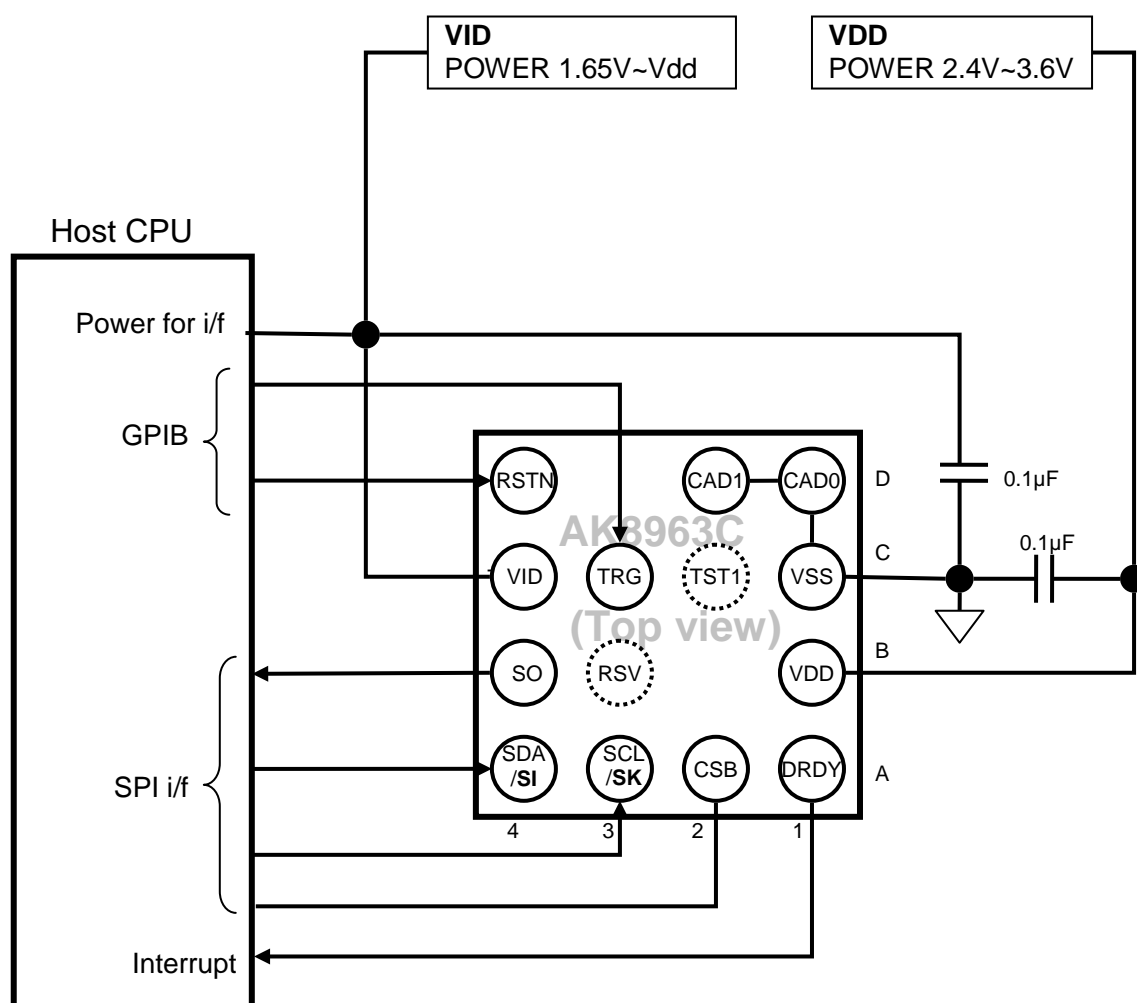 VID
POWER 1.65V~Vdd
VDD
POWER 2.4V~3.6V
Host CPU
Power for i/f
GPIB
RSTN
CAD1
CAD0
D
0.1µF
AK8963C
0.1µF
C
VID
TRG
TST1
VSS
(Top view)
B
SO
RSV
VDD
SPI i/f
SDA
/SI
SCL
/SK
CSB
DRDY
A
4
3
2
1
Interrupt